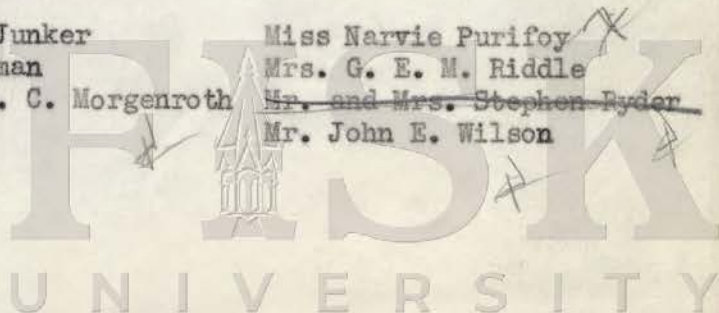 Junker Miss Narvie Purifoy
man Mrs. G. E. M. Riddle
. C. Morgenroth Mr. and Mrs. Stephen Ryder
Mr. John E. Wilson
FISK
UNIVERSITY